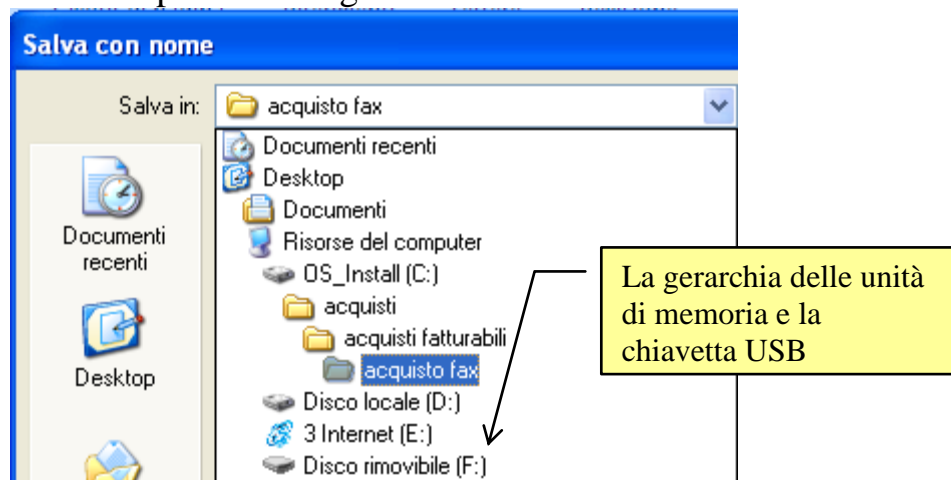 Salva con nome
Salva in: acquisto fax
Documenti recenti
Desktop
Documenti
Risorse del computer
OS_Install (C:)
acquisti
acquisti fatturabili
acquisto fax
Disco locale (D:)
3 Internet (E:)
Disco rimovibile (F:)
Documenti
recenti
Desktop
La gerarchia delle unità
di memoria e la
chiavetta USB